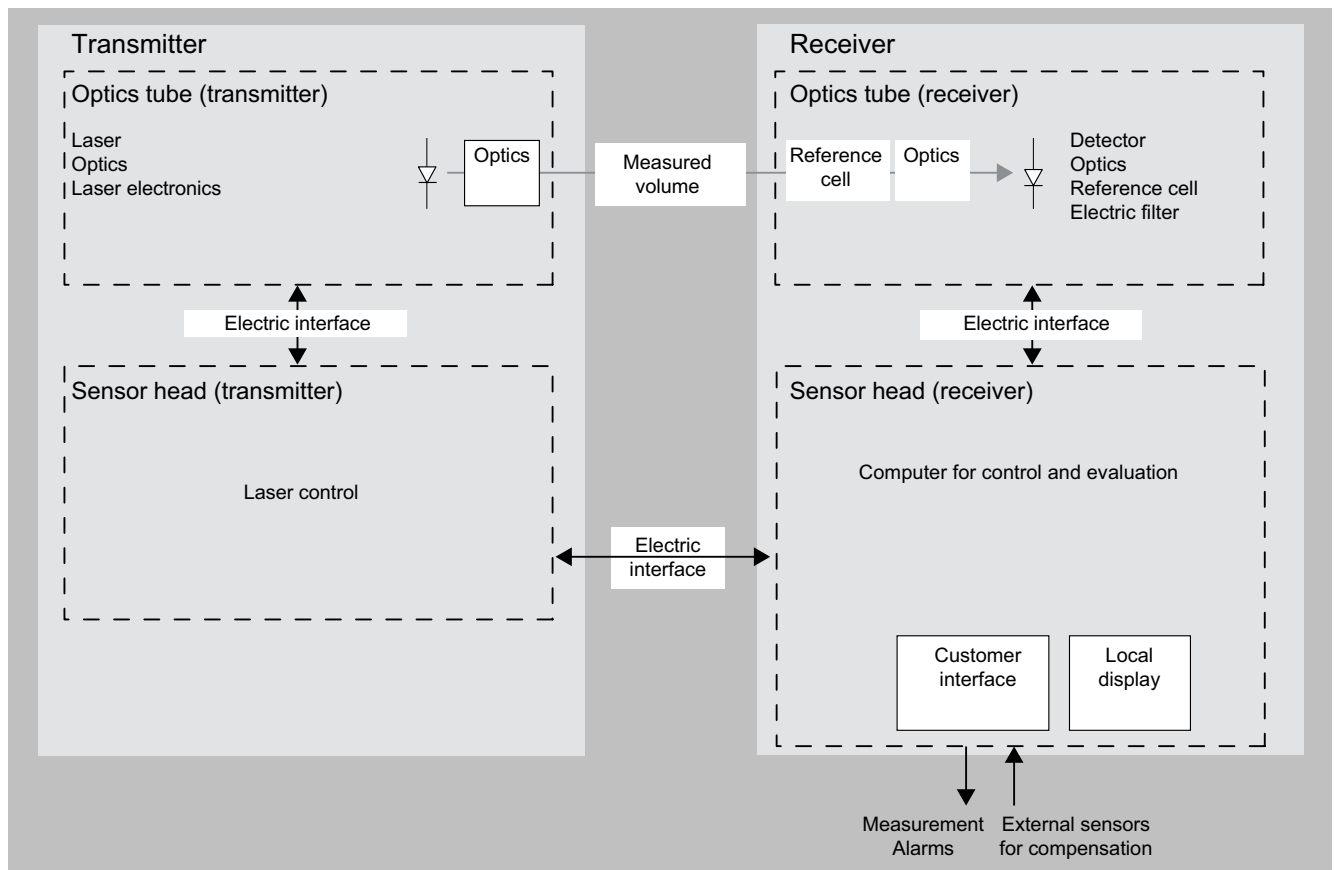 Transmitter
Optics tube (transmitter)
Laser
Optics
Laser electronics
Optics
Measured
volume
Receiver
Optics tube (receiver)
Reference
cell
Optics
Detector
Optics
Reference cell
Electric filter
Electric interface
Electric interface
Sensor head (transmitter)
Laser control
Electric
interface
Sensor head (receiver)
Computer for control and evaluation
Customer
interface
Local
display
Measurement
Alarms
External sensors
for compensation